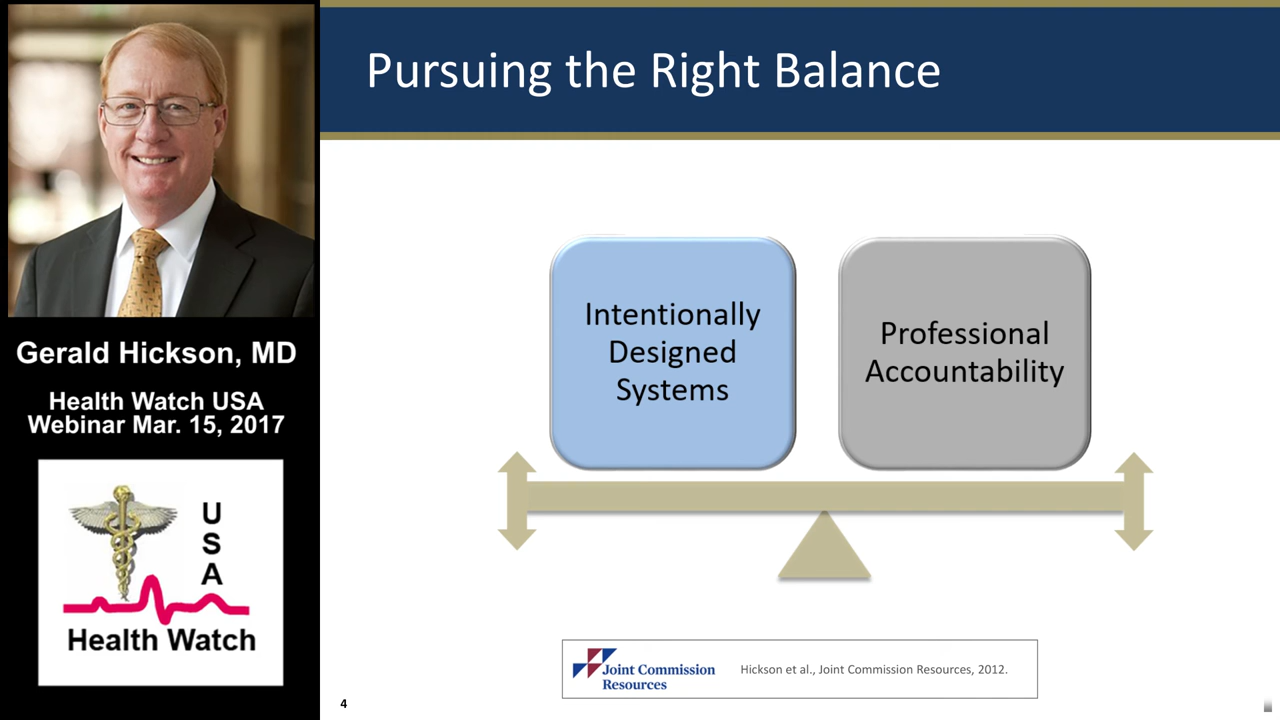 Pursuing the Right Balance
Gerald Hickson, MD
Health Watch USA
Webinar Mar. 15, 2017
U
S
A
Health Watch
Intentionally
Designed
Systems
Professional
Accountability
Joint Commission
Resources
Hickson et al., Joint Commission Resources, 2012.
4